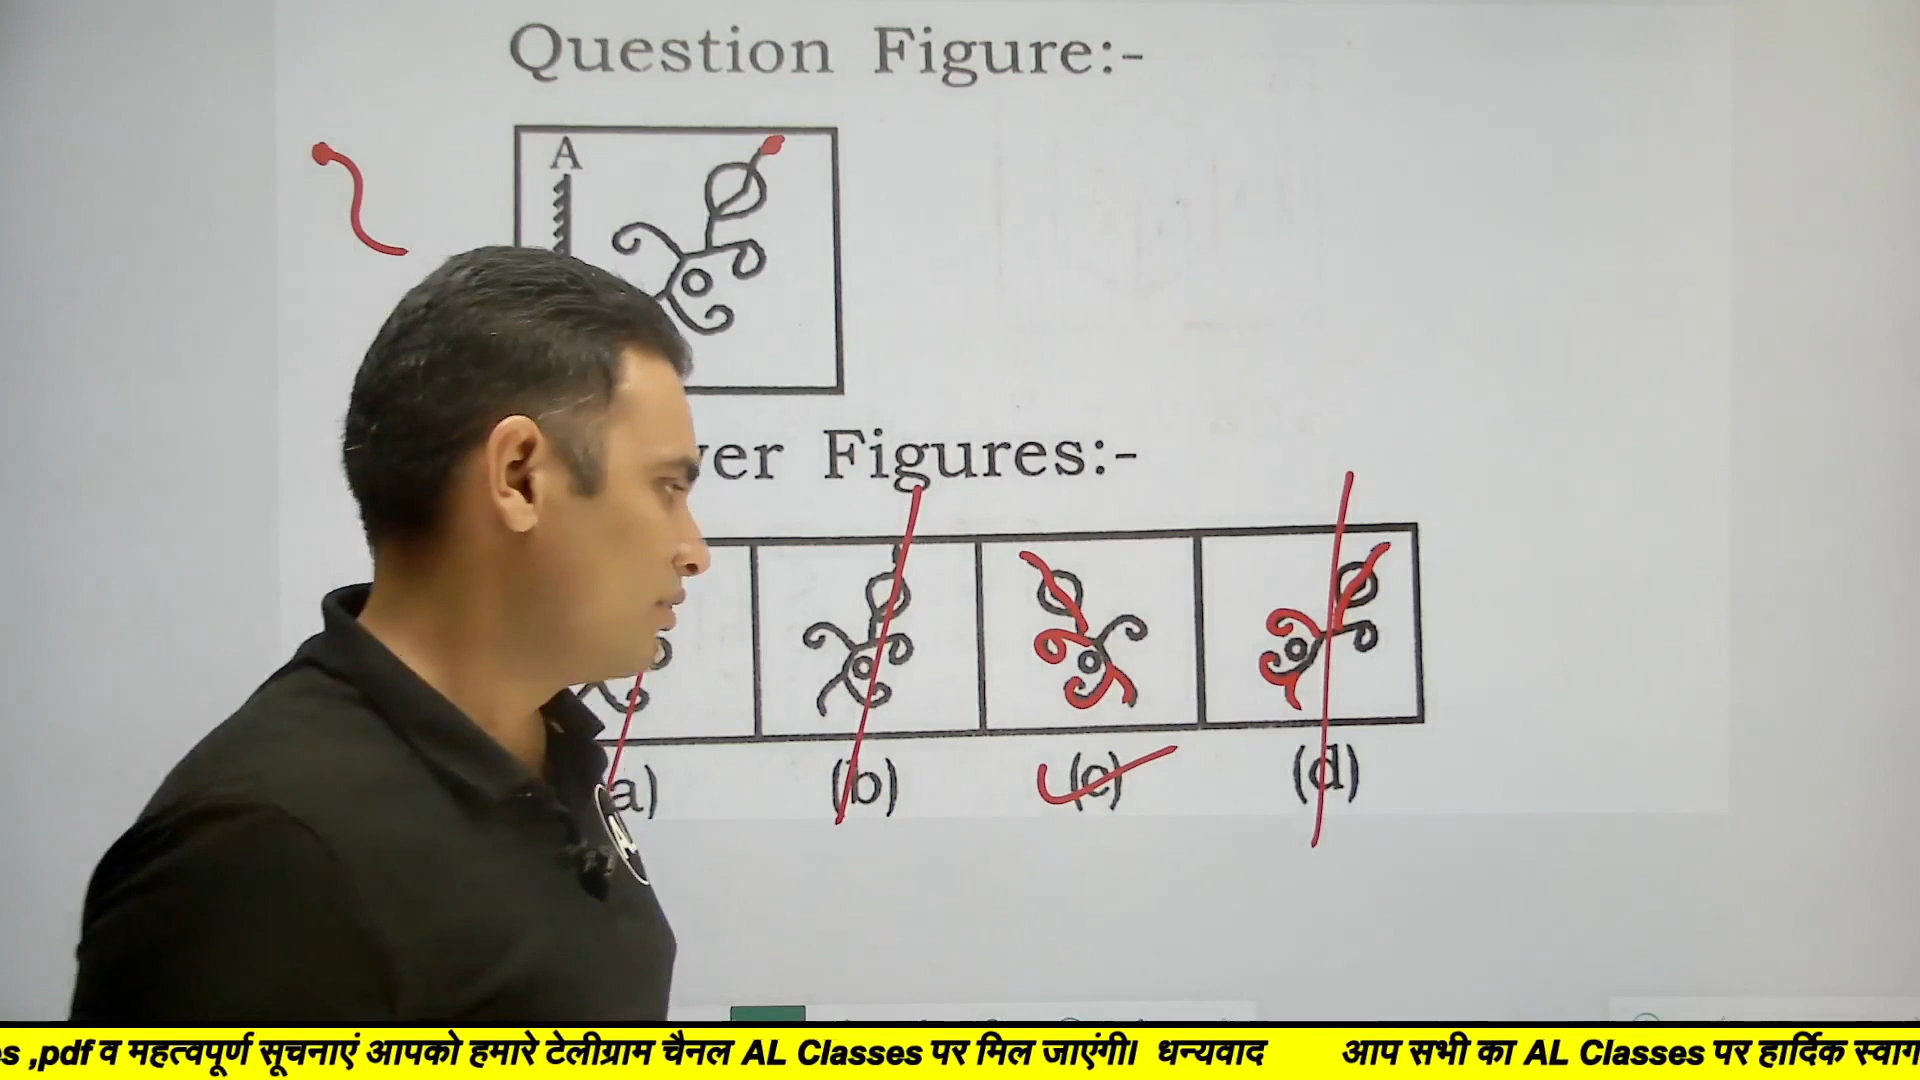 Question Figure:-
A
Figures:-
(b) (c) (d)
,pdf व महत्वपूर्ण सूचनाएं आपको हमारे टेलीग्राम चैनल AL Classes पर मिल जाएंगी। धन्यवाद आप सभी का AL Classes पर हार्दिक